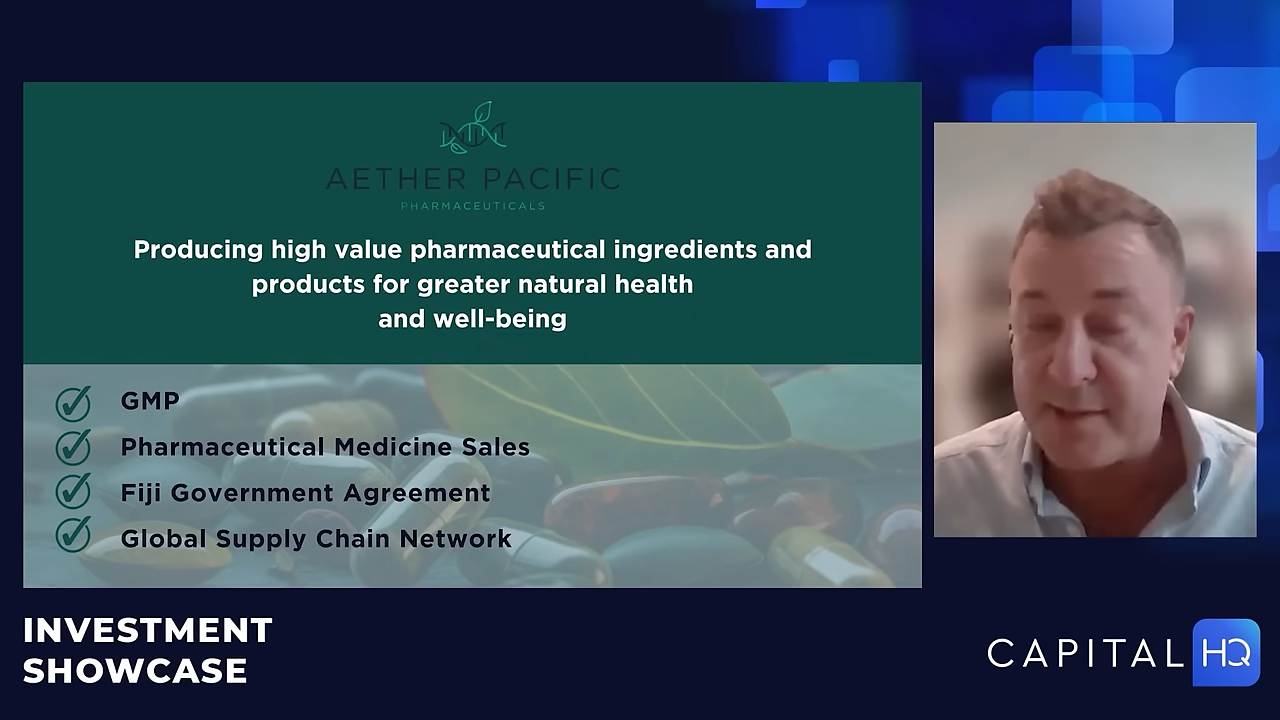 AETHER PACIFIC
PHARMACEUTICALS
Producing high value pharmaceutical ingredients and
products for greater natural health
and well-being
GMP
Pharmaceutical Medicine Sales
Fiji Government Agreement
Global Supply Chain Network
INVESTMENT
SHOWCASE
CAPITAL HQ